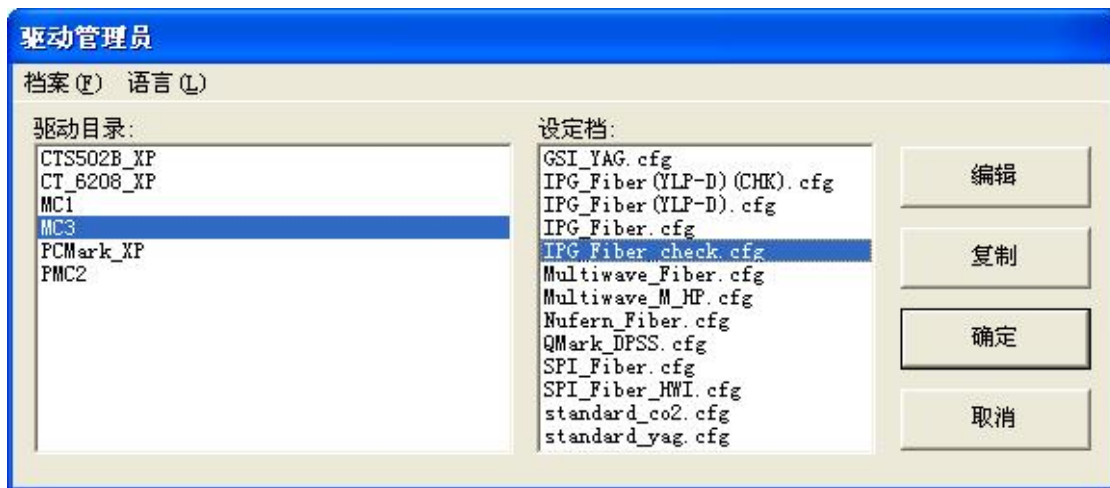 驱动管理员
档案(F) 语言(L)
驱动目录:
CTS502B_XP
CT_6208_XP
MC1
MC3
PCMark_XP
PMC2
设定档:
GSI_YAG.cfg
IPG_Fiber(YLP-D)(CHK).cfg
IPG_Fiber(YLP-D).cfg
IPG_Fiber.cfg
IPG_Fiber_check.cfg
Multiwave_Fiber.cfg
Multiwave_M_HP.cfg
Nufern_Fiber.cfg
QMark_DPSS.cfg
SPI_Fiber.cfg
SPI_Fiber_HWI.cfg
standard_co2.cfg
standard_yag.cfg
编辑
复制
确定
取消